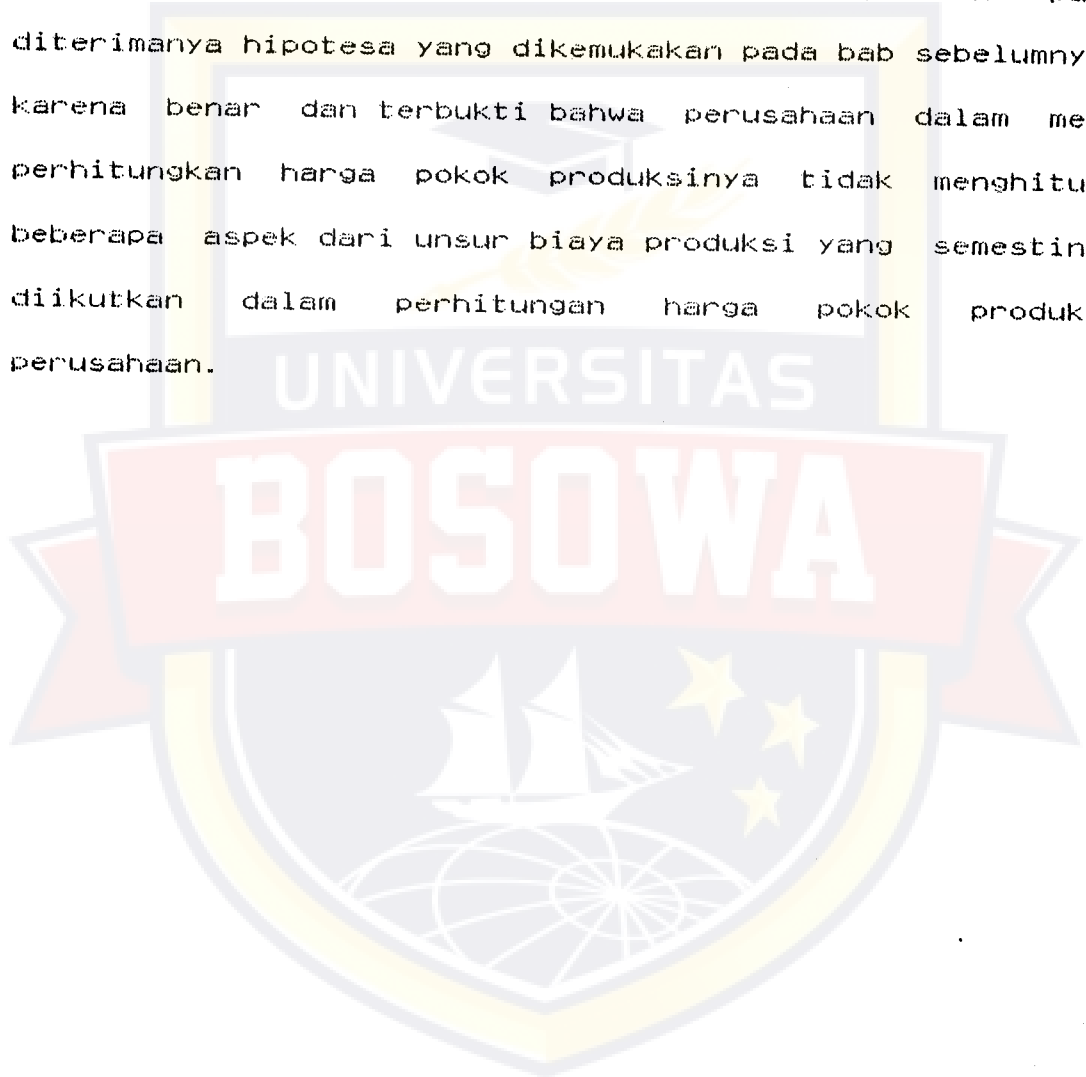 diterimanya hipotesa yang dikemukakan pada bab sebelumny
karena benar dan terbukti bahwa perusahaan dalam me
perhitungkan harga pokok produksinya tidak menghitu
beberapa aspek dari unsur biaya produksi yang semestin
diikutkan dalam perhitungan harga pokok produk
perusahaan.
UNIVERSITAS
BOSOWA